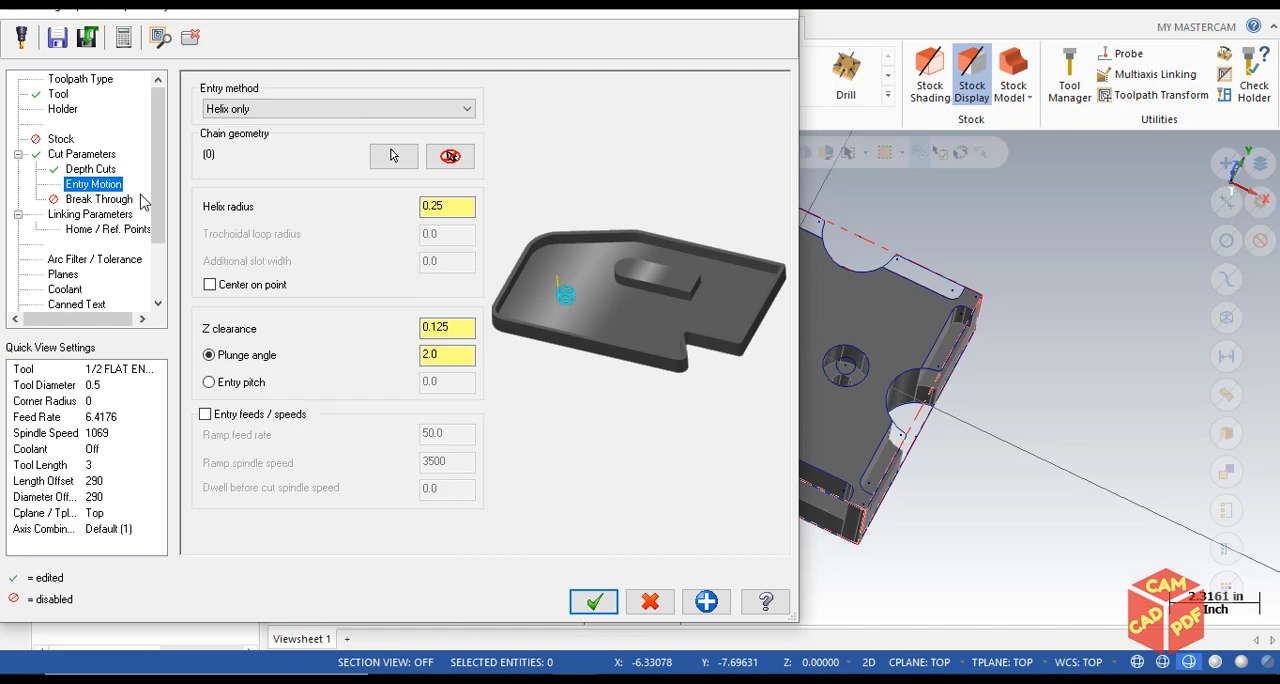 MY MASTERCAM
Toolpath Type
Tool
Holder
Stock
Cut Parameters
Depth Cuts
Entry Motion
Break Through
Linking Parameters
Home / Ref. Points
Arc Filter / Tolerance
Planes
Coolant
Canned Text
Quick View Settings
Tool 1/2 FLAT EN...
Tool Diameter 0.5
Corner Radius 0
Feed Rate 6.4176
Spindle Speed 1069
Coolant Off
Tool Length 3
Length Offset 290
Diameter Off... 290
Cplane / Tpl... Top
Axis Combin... Default (1)
= edited
= disabled
Entry method
Helix only
Chain geometry
(0)
Helix radius 0.25
Trochoidal loop radius 0.0
Additional slot width 0.0
Center on point
Z clearance 0.125
Plunge angle 2.0
Entry pitch 0.0
Entry feeds / speeds
Ramp feed rate 50.0
Ramp spindle speed 3500
Dwell before cut spindle speed 0.0
Drill
Stock Shading
Stock Display
Stock Model
Stock
Tool Manager
Probe
Multiaxis Linking
Toolpath Transform
Check Holder
Utilities
Y
X
T
2.3161 in
Inch
CAM
CAD
PDF
Viewsheet 1 +
SECTION VIEW: OFF SELECTED ENTITIES: 0 X: -6.33078 Y: -7.69631 Z: 0.00000 2D CPLANE: TOP TPLANE: TOP WCS: TOP